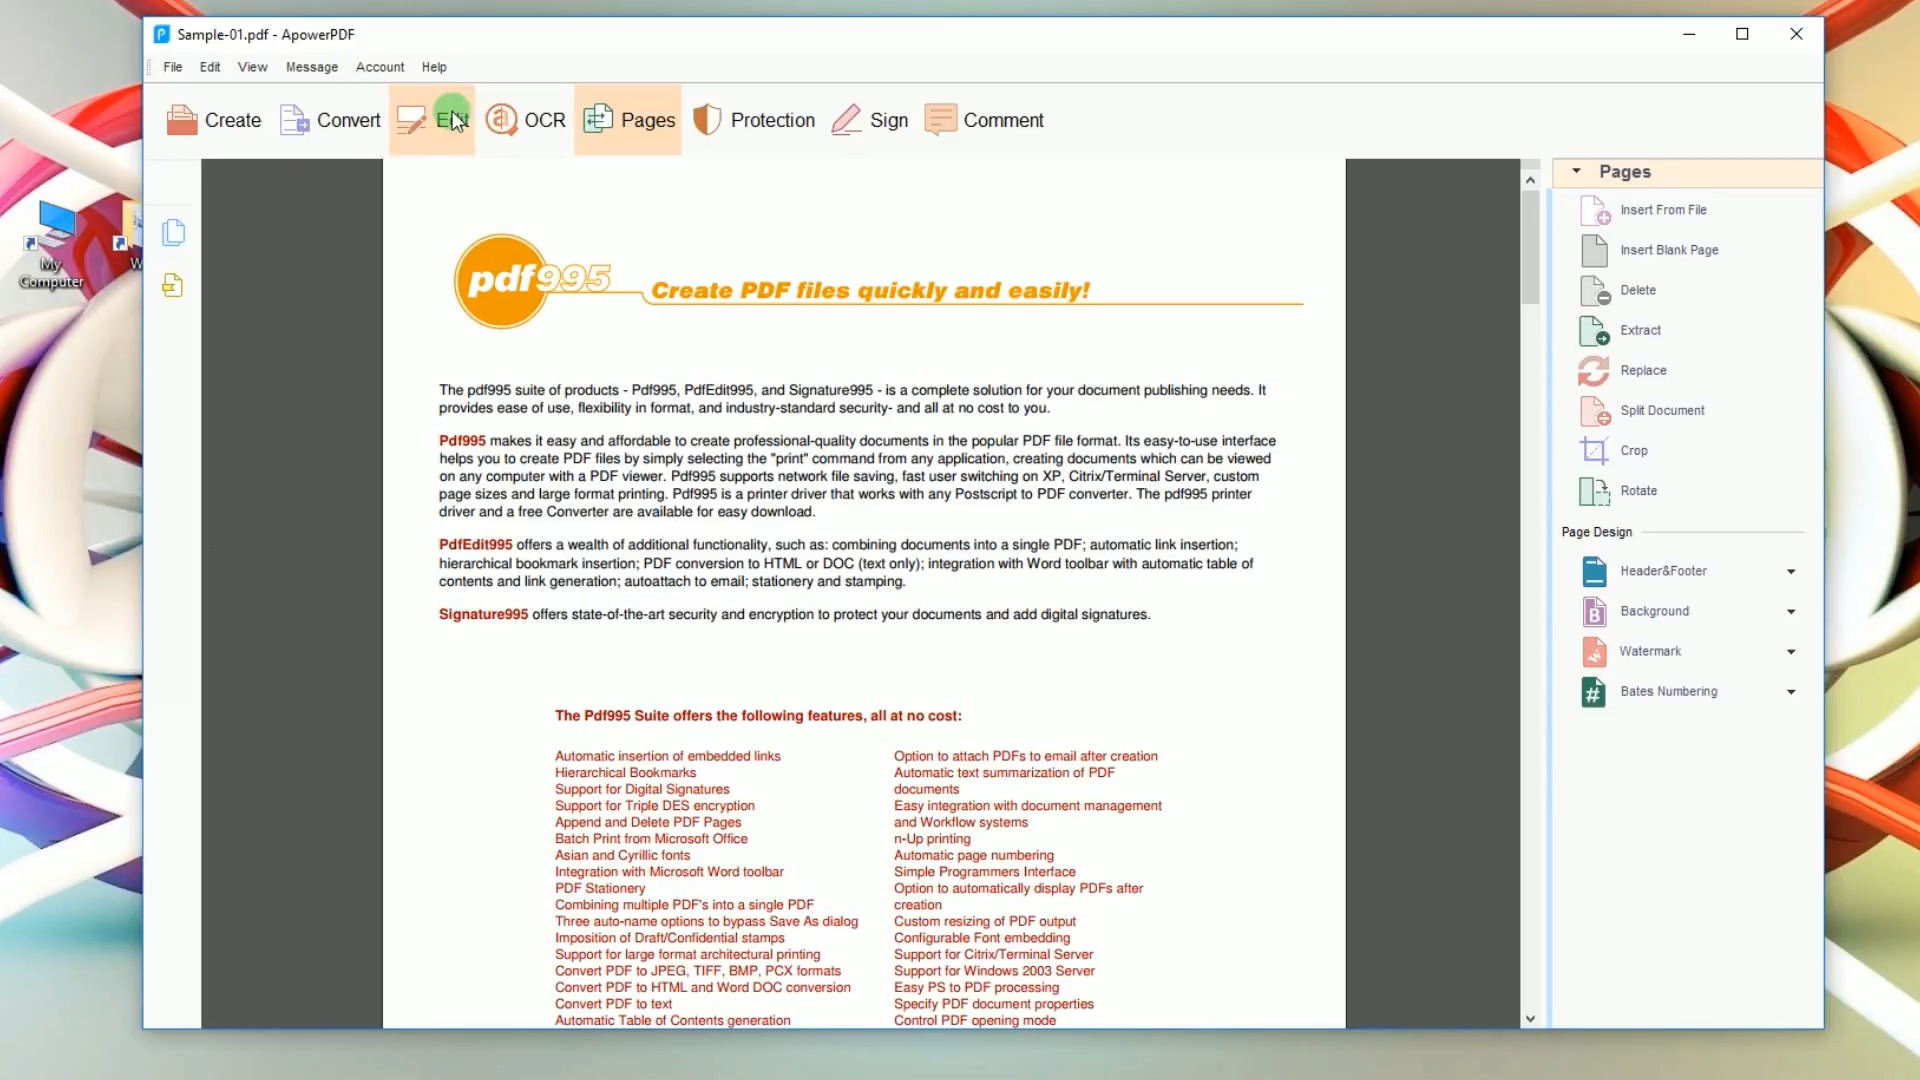 Sample-01.pdf - ApowerPDF
File Edit View Message Account Help
Create Convert Edit OCR Pages Protection Sign Comment
My
Computer
W
pdf995
Create PDF files quickly and easily!
The pdf995 suite of products - Pdf995, PdfEdit995, and Signature995 - is a complete solution for your document publishing needs. It
provides ease of use, flexibility in format, and industry-standard security- and all at no cost to you.
Pdf995 makes it easy and affordable to create professional-quality documents in the popular PDF file format. Its easy-to-use interface
helps you to create PDF files by simply selecting the "print" command from any application, creating documents which can be viewed
on any computer with a PDF viewer. Pdf995 supports network file saving, fast user switching on XP, Citrix/Terminal Server, custom
page sizes and large format printing. Pdf995 is a printer driver that works with any Postscript to PDF converter. The pdf995 printer
driver and a free Converter are available for easy download.
PdfEdit995 offers a wealth of additional functionality, such as: combining documents into a single PDF; automatic link insertion;
hierarchical bookmark insertion; PDF conversion to HTML or DOC (text only); integration with Word toolbar with automatic table of
contents and link generation; autoattach to email; stationery and stamping.
Signature995 offers state-of-the-art security and encryption to protect your documents and add digital signatures.
The Pdf995 Suite offers the following features, all at no cost:
Automatic insertion of embedded links
Hierarchical Bookmarks
Support for Digital Signatures
Support for Triple DES encryption
Append and Delete PDF Pages
Batch Print from Microsoft Office
Asian and Cyrillic fonts
Integration with Microsoft Word toolbar
PDF Stationery
Combining multiple PDF's into a single PDF
Three auto-name options to bypass Save As dialog
Imposition of Draft/Confidential stamps
Support for large format architectural printing
Convert PDF to JPEG, TIFF, BMP, PCX formats
Convert PDF to HTML and Word DOC conversion
Convert PDF to text
Automatic Table of Contents generation
Option to attach PDFs to email after creation
Automatic text summarization of PDF
documents
Easy integration with document management
and Workflow systems
n-Up printing
Automatic page numbering
Simple Programmers Interface
Option to automatically display PDFs after
creation
Custom resizing of PDF output
Configurable Font embedding
Support for Citrix/Terminal Server
Support for Windows 2003 Server
Easy PS to PDF processing
Specify PDF document properties
Control PDF opening mode
Pages
Insert From File
Insert Blank Page
Delete
Extract
Replace
Split Document
Crop
Rotate
Page Design
Header&Footer
Background
Watermark
Bates Numbering